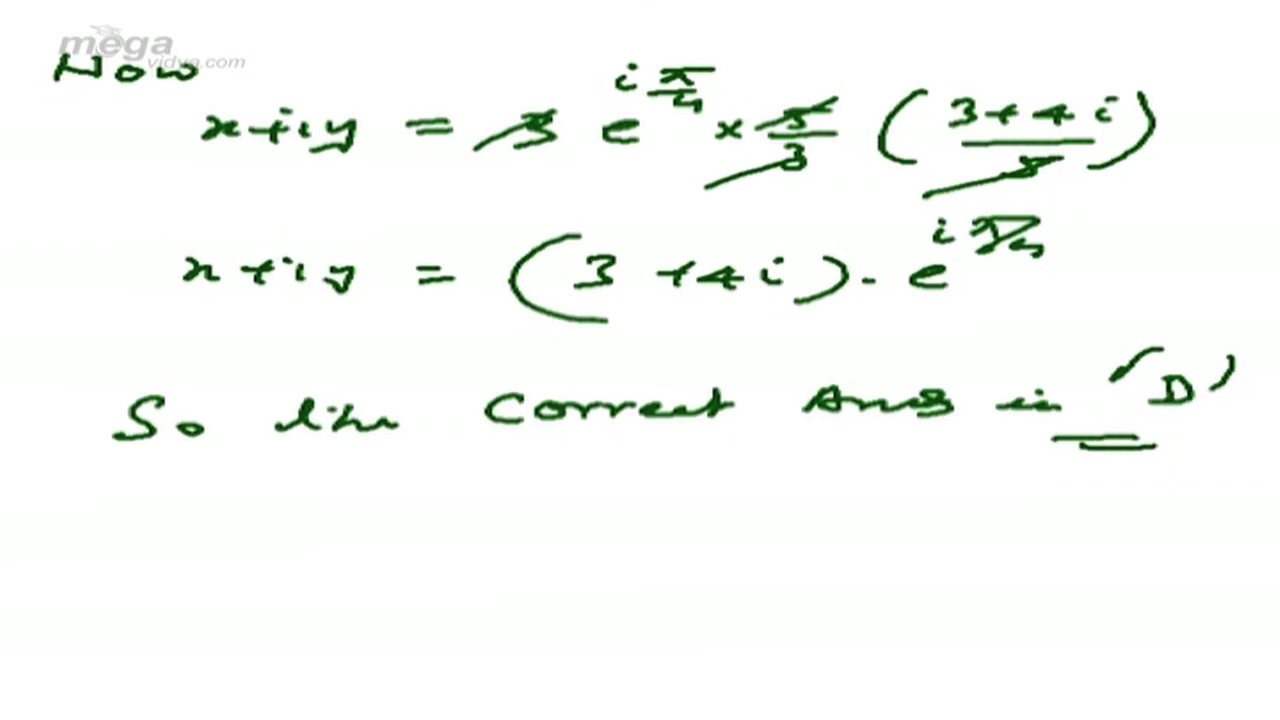 mega
vidya.com
Now
x+iy = 3 e^{iπ/4} × 5/3 ( (3+4i)/5 )
x+iy = (3+4i). e^{iπ/4}
So the Correct Ans is 'D'